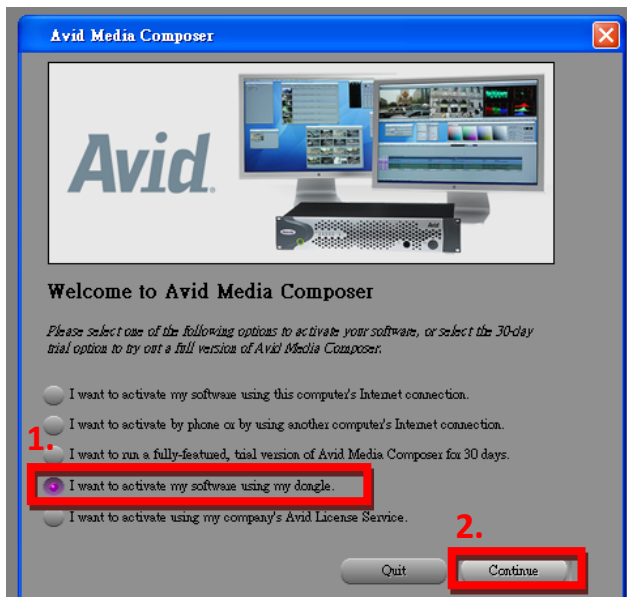 Avid Media Composer
Avid
Welcome to Avid Media Composer
Please select one of the following options to activate your software, or select the 30-day
trial option to try out a full version of Avid Media Composer.
I want to activate my software using this computer's Internet connection.
I want to activate by phone or by using another computer's Internet connection.
1.
I want to run a fully-featured, trial version of Avid Media Composer for 30 days.
I want to activate my software using my dongle.
I want to activate using my company's Avid License Service.
2.
Quit Continue